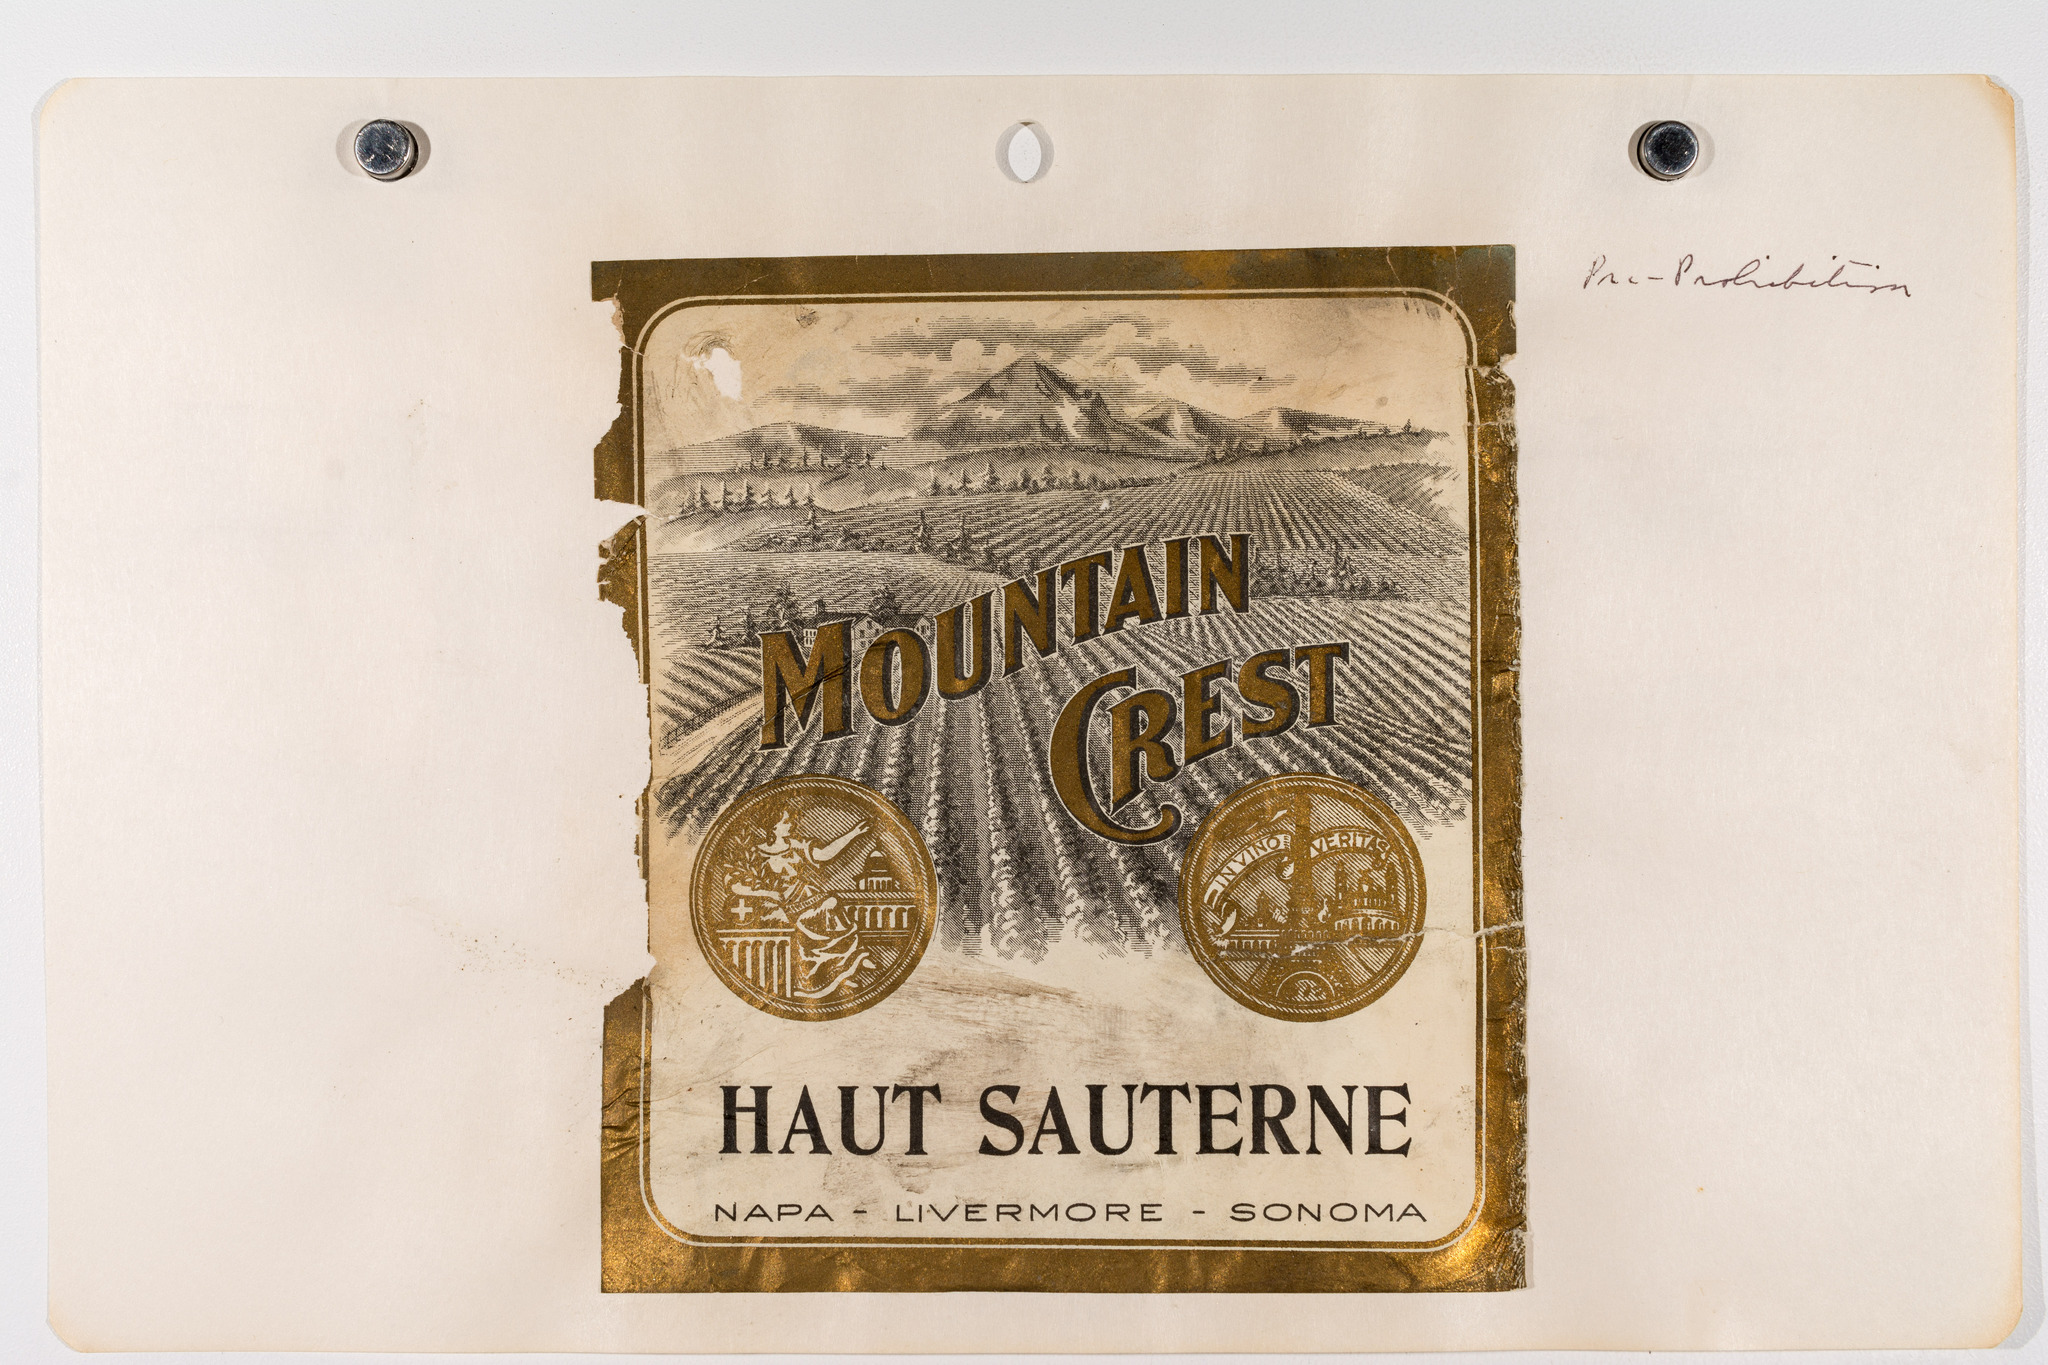 Pre-Prohibition
MOUNTAIN
CREST
IN VINO VERITAS
HAUT SAUTERNE
NAPA - LIVERMORE - SONOMA